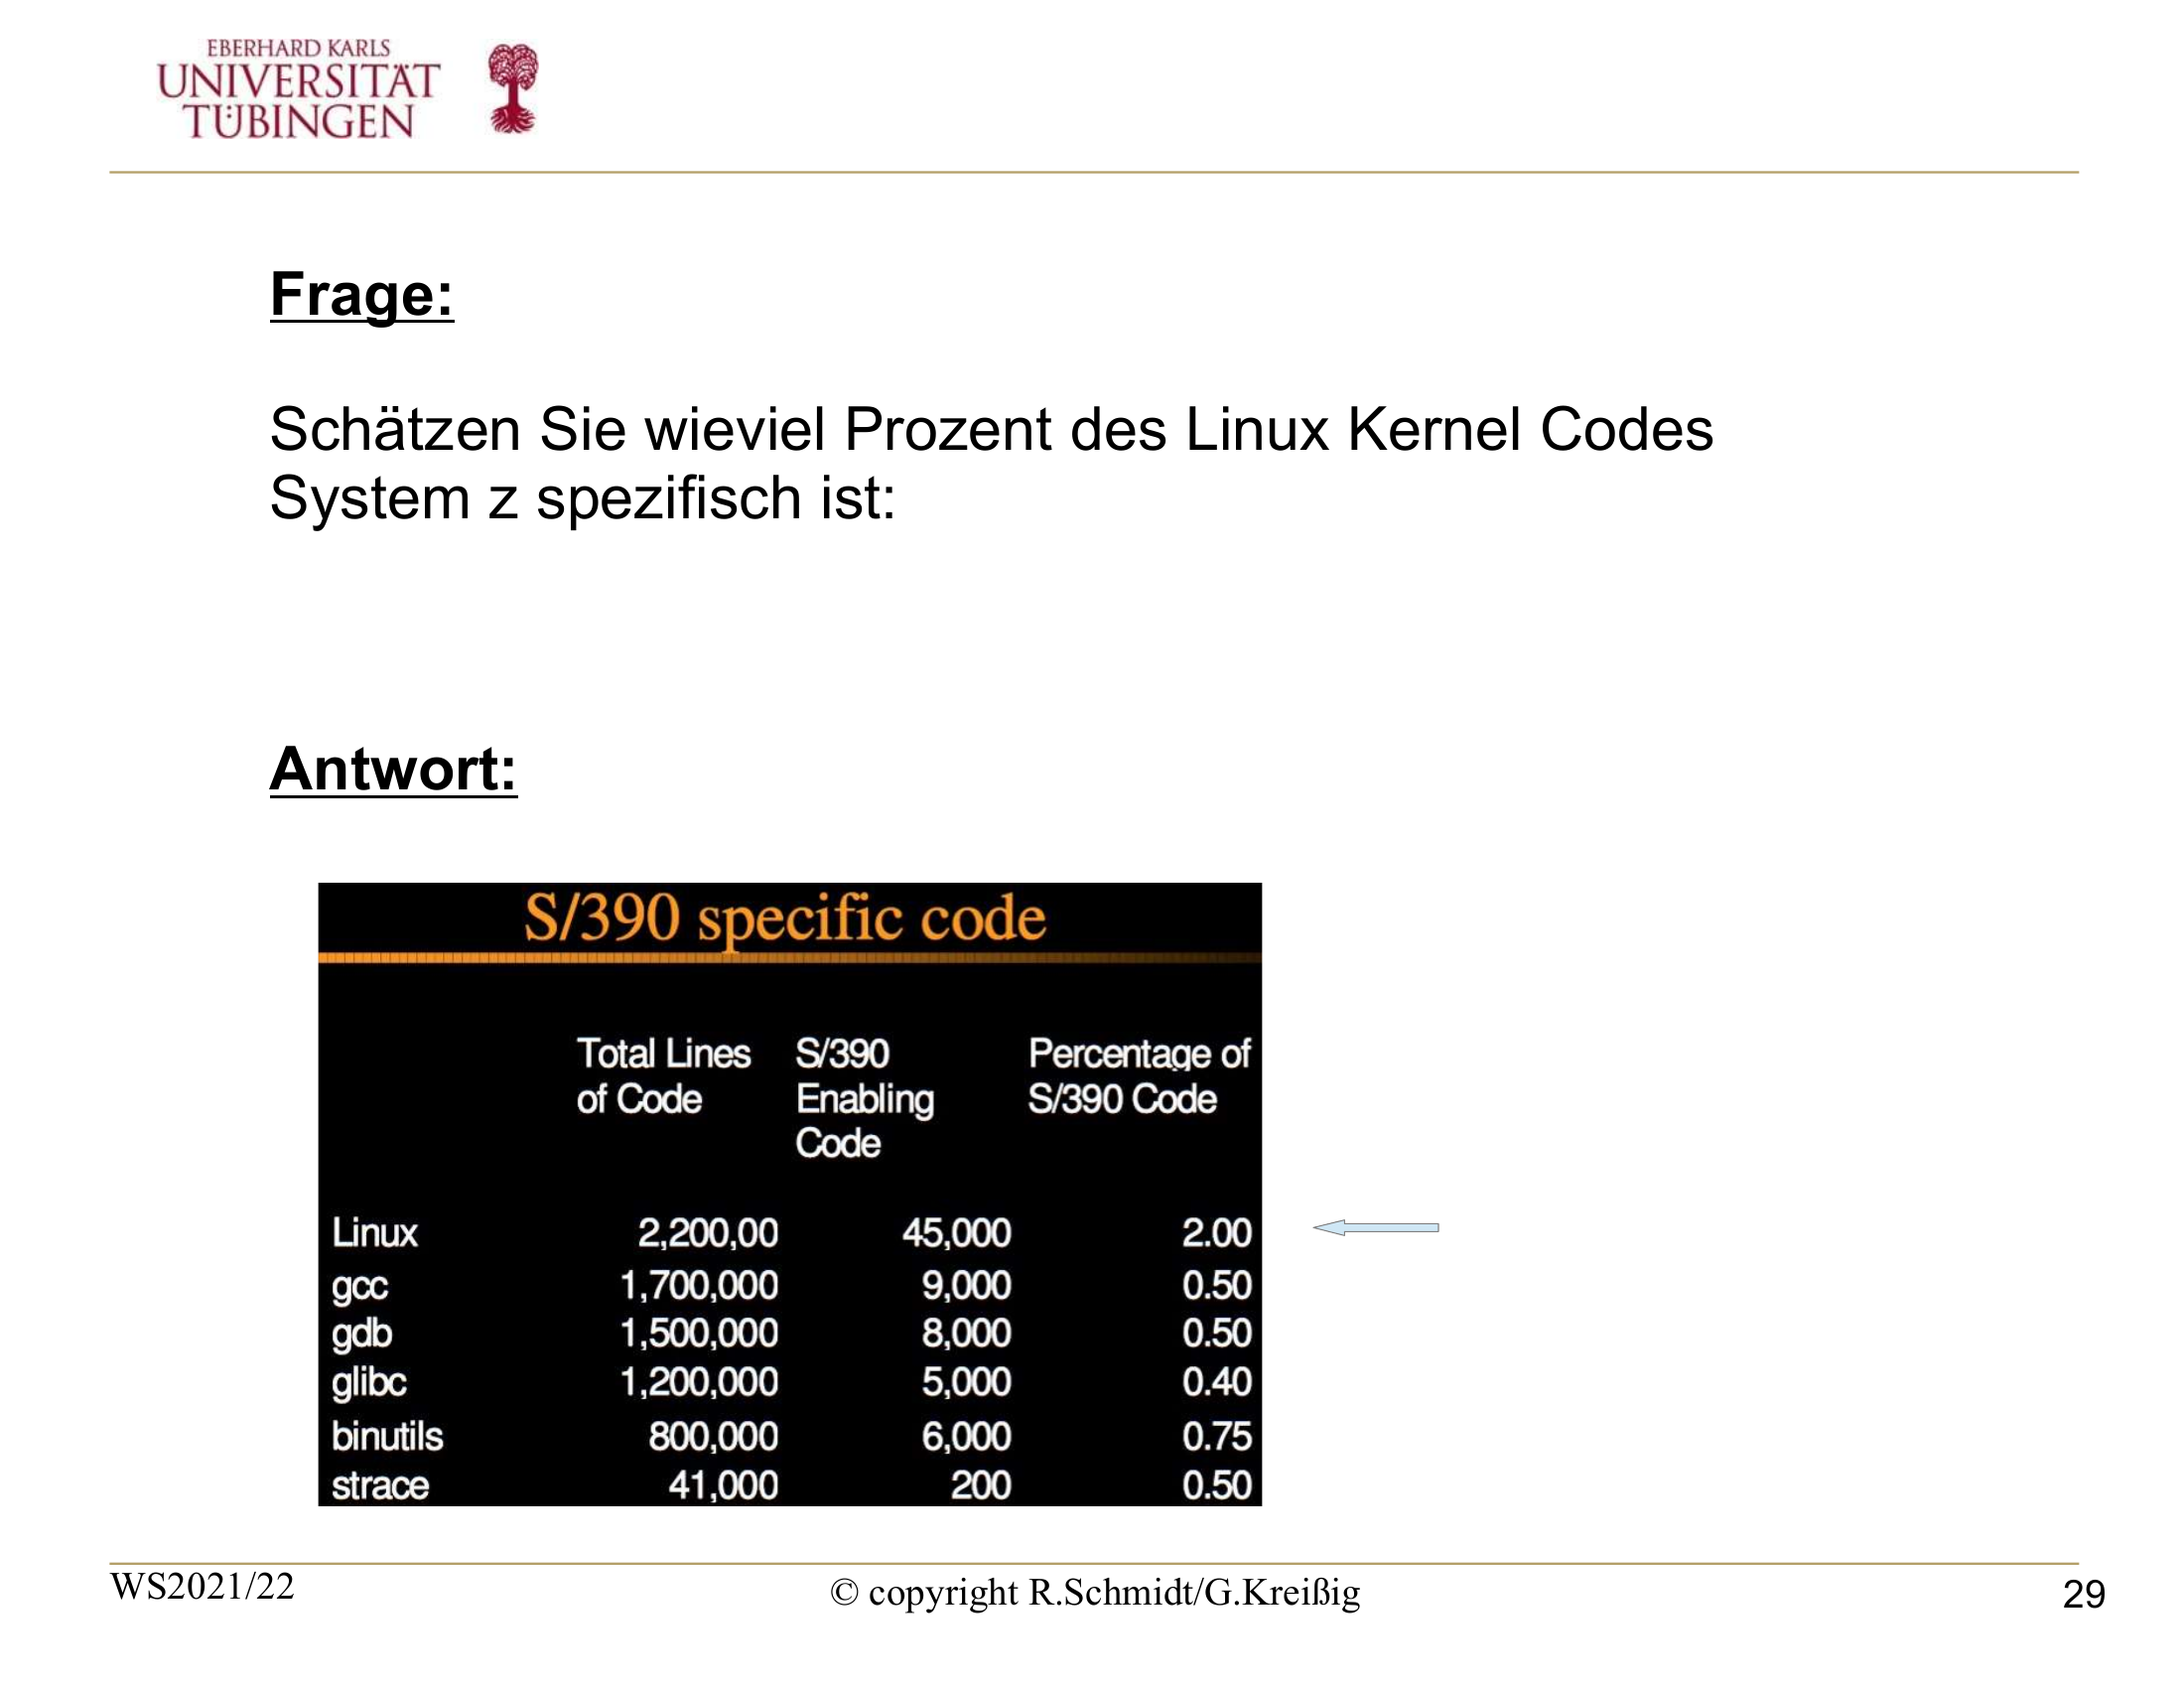 EBERHARD KARLS
UNIVERSITÄT
TÜBINGEN
Frage:
Schätzen Sie wieviel Prozent des Linux Kernel Codes
System z spezifisch ist:
Antwort:
S/390 specific code
Total Lines of Code S/390 Enabling Code Percentage of S/390 Code
Linux 2,200,00 45,000 2.00
gcc 1,700,000 9,000 0.50
gdb 1,500,000 8,000 0.50
glibc 1,200,000 5,000 0.40
binutils 800,000 6,000 0.75
strace 41,000 200 0.50
WS2021/22 © copyright R.Schmidt/G.Kreißig 29